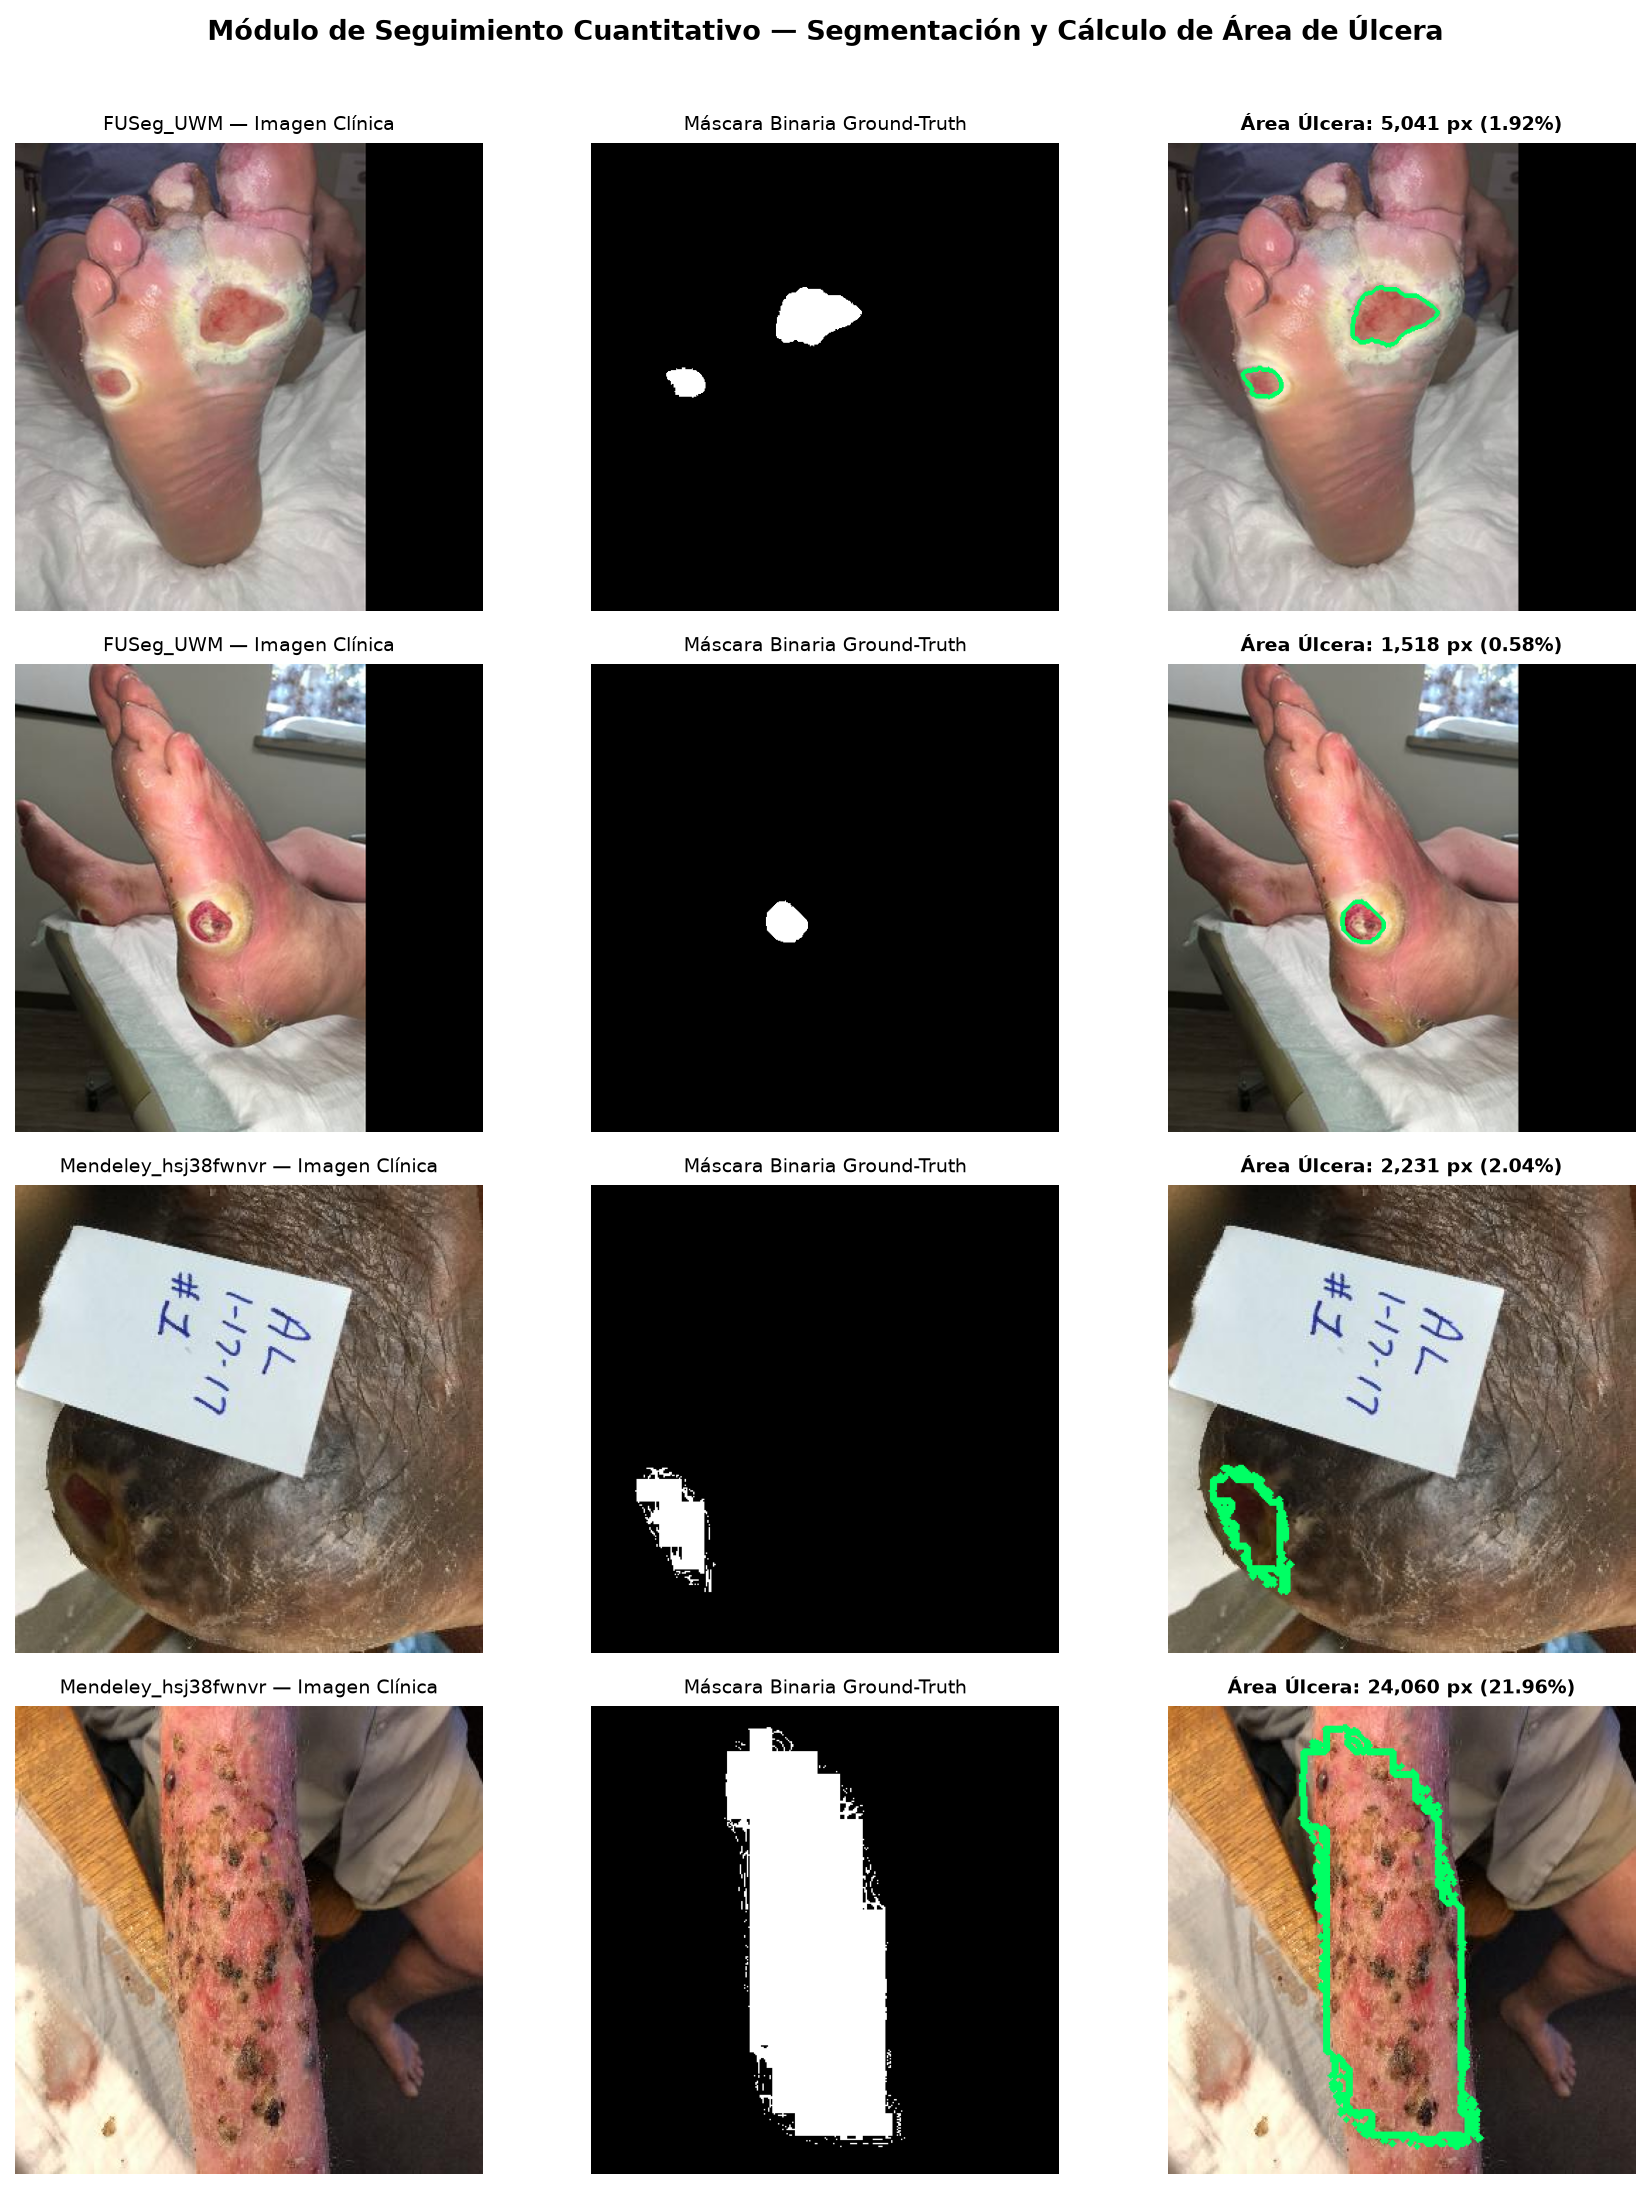 Módulo de Seguimiento Cuantitativo — Segmentación y Cálculo de Área de Úlcera
FUSeg_UWM — Imagen Clínica
Máscara Binaria Ground-Truth
Área Úlcera: 5,041 px (1.92%)
FUSeg_UWM — Imagen Clínica
Máscara Binaria Ground-Truth
Área Úlcera: 1,518 px (0.58%)
Mendeley_hsj38fwnvr — Imagen Clínica
Máscara Binaria Ground-Truth
Área Úlcera: 2,231 px (2.04%)
AL
1-17-17
#1
AL
1-17-17
#1
Mendeley_hsj38fwnvr — Imagen Clínica
Máscara Binaria Ground-Truth
Área Úlcera: 24,060 px (21.96%)